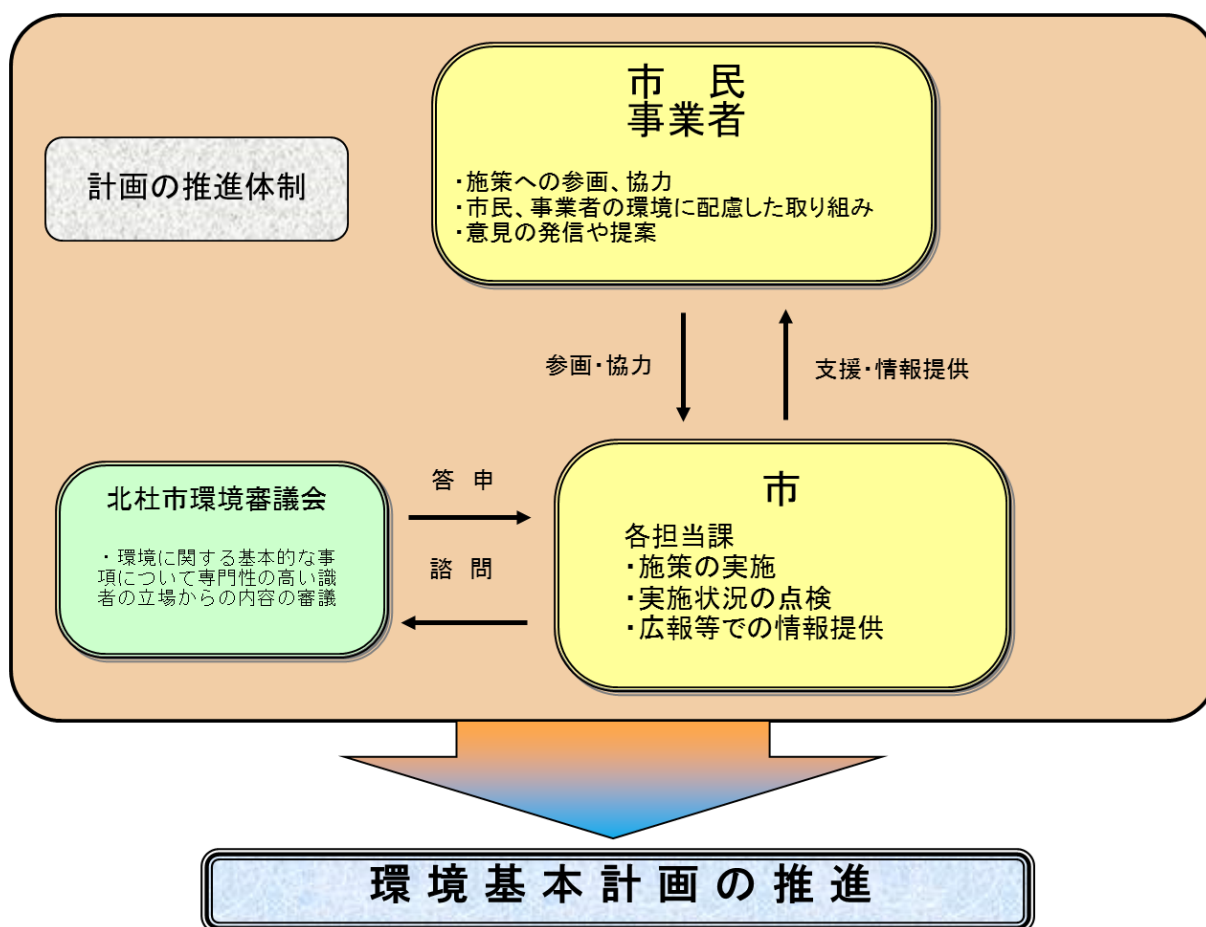 市　民
事業者
・施策への参画、協力
・市民、事業者の環境に配慮した取り組み
・意見の発信や提案
計画の推進体制
参画・協力
支援・情報提供
北杜市環境審議会
・環境に関する基本的な事
項について専門性の高い識
者の立場からの内容の審議
答　申
諮　問
市
各担当課
・施策の実施
・実施状況の点検
・広報等での情報提供
環境基本計画の推進